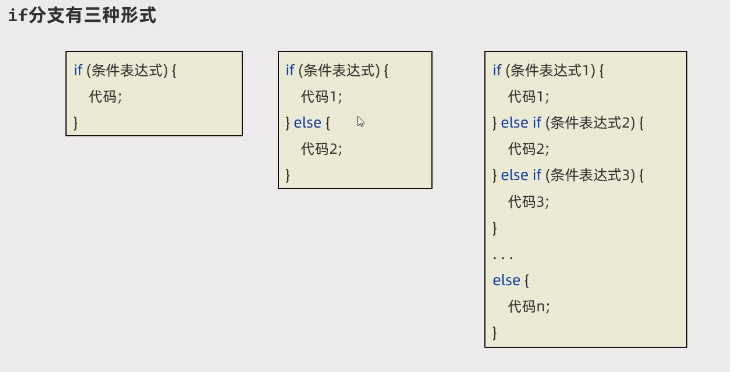 if分支有三种形式
if (条件表达式) {
代码;
}
if (条件表达式) {
代码1;
} else {
代码2;
}
if (条件表达式1) {
代码1;
} else if (条件表达式2) {
代码2;
} else if (条件表达式3) {
代码3;
}
. . .
else {
代码n;
}